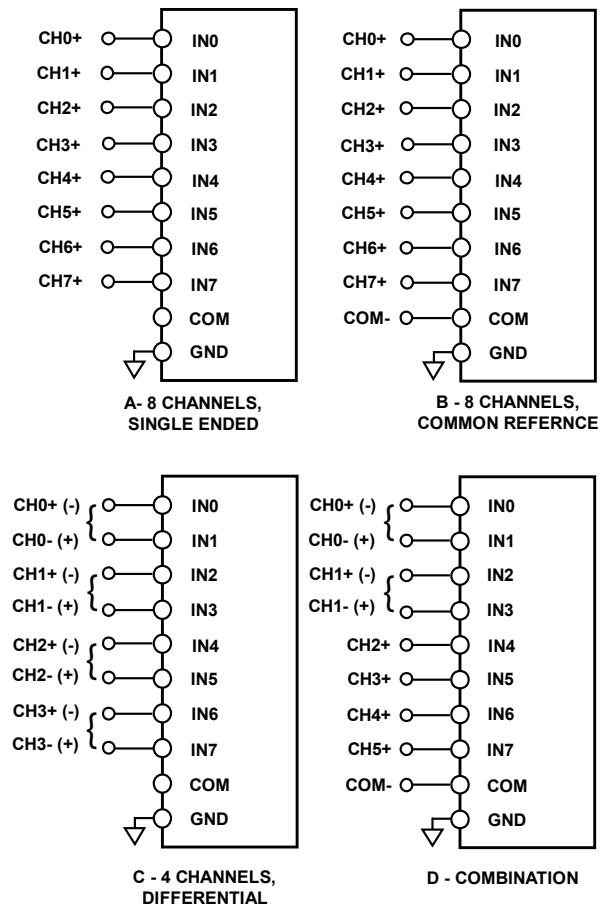 CH0+ IN0
CH1+ IN1
CH2+ IN2
CH3+ IN3
CH4+ IN4
CH5+ IN5
CH6+ IN6
CH7+ IN7
COM
GND
A- 8 CHANNELS,
SINGLE ENDED
CH0+ IN0
CH1+ IN1
CH2+ IN2
CH3+ IN3
CH4+ IN4
CH5+ IN5
CH6+ IN6
CH7+ IN7
COM- COM
GND
B - 8 CHANNELS,
COMMON REFERNCE
CH0+ (-) IN0
CH0- (+) IN1
CH1+ (-) IN2
CH1- (+) IN3
CH2+ (-) IN4
CH2- (+) IN5
CH3+ (-) IN6
CH3- (+) IN7
COM
GND
C - 4 CHANNELS,
DIFFERENTIAL
CH0+ (-) IN0
CH0- (+) IN1
CH1+ (-) IN2
CH1- (+) IN3
CH2+ IN4
CH3+ IN5
CH4+ IN6
CH5+ IN7
COM- COM
GND
D - COMBINATION